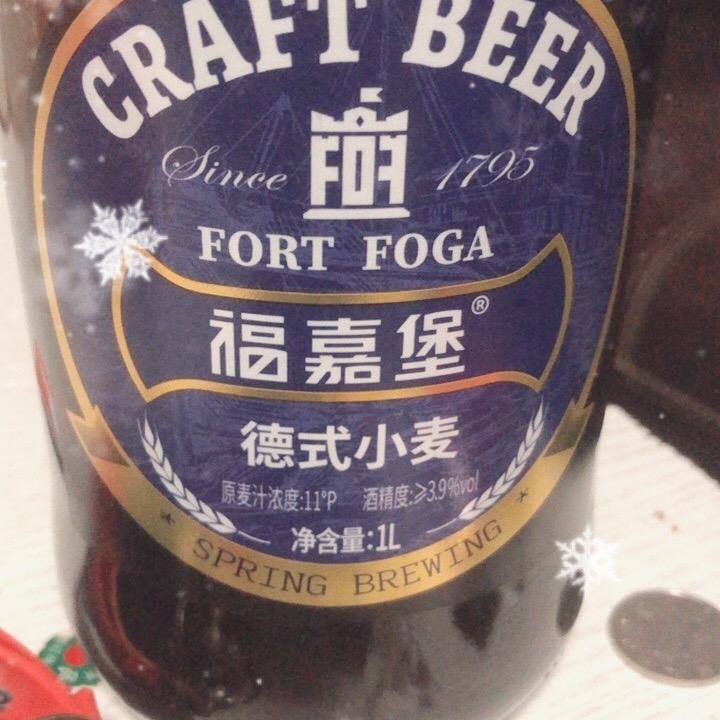 CRAFT BEER
Since 1795
FOF
FORT FOGA
福嘉堡®
德式小麦
原麦汁浓度:11°P 酒精度:≥3.9%vol
净含量:1L
SPRING BREWING